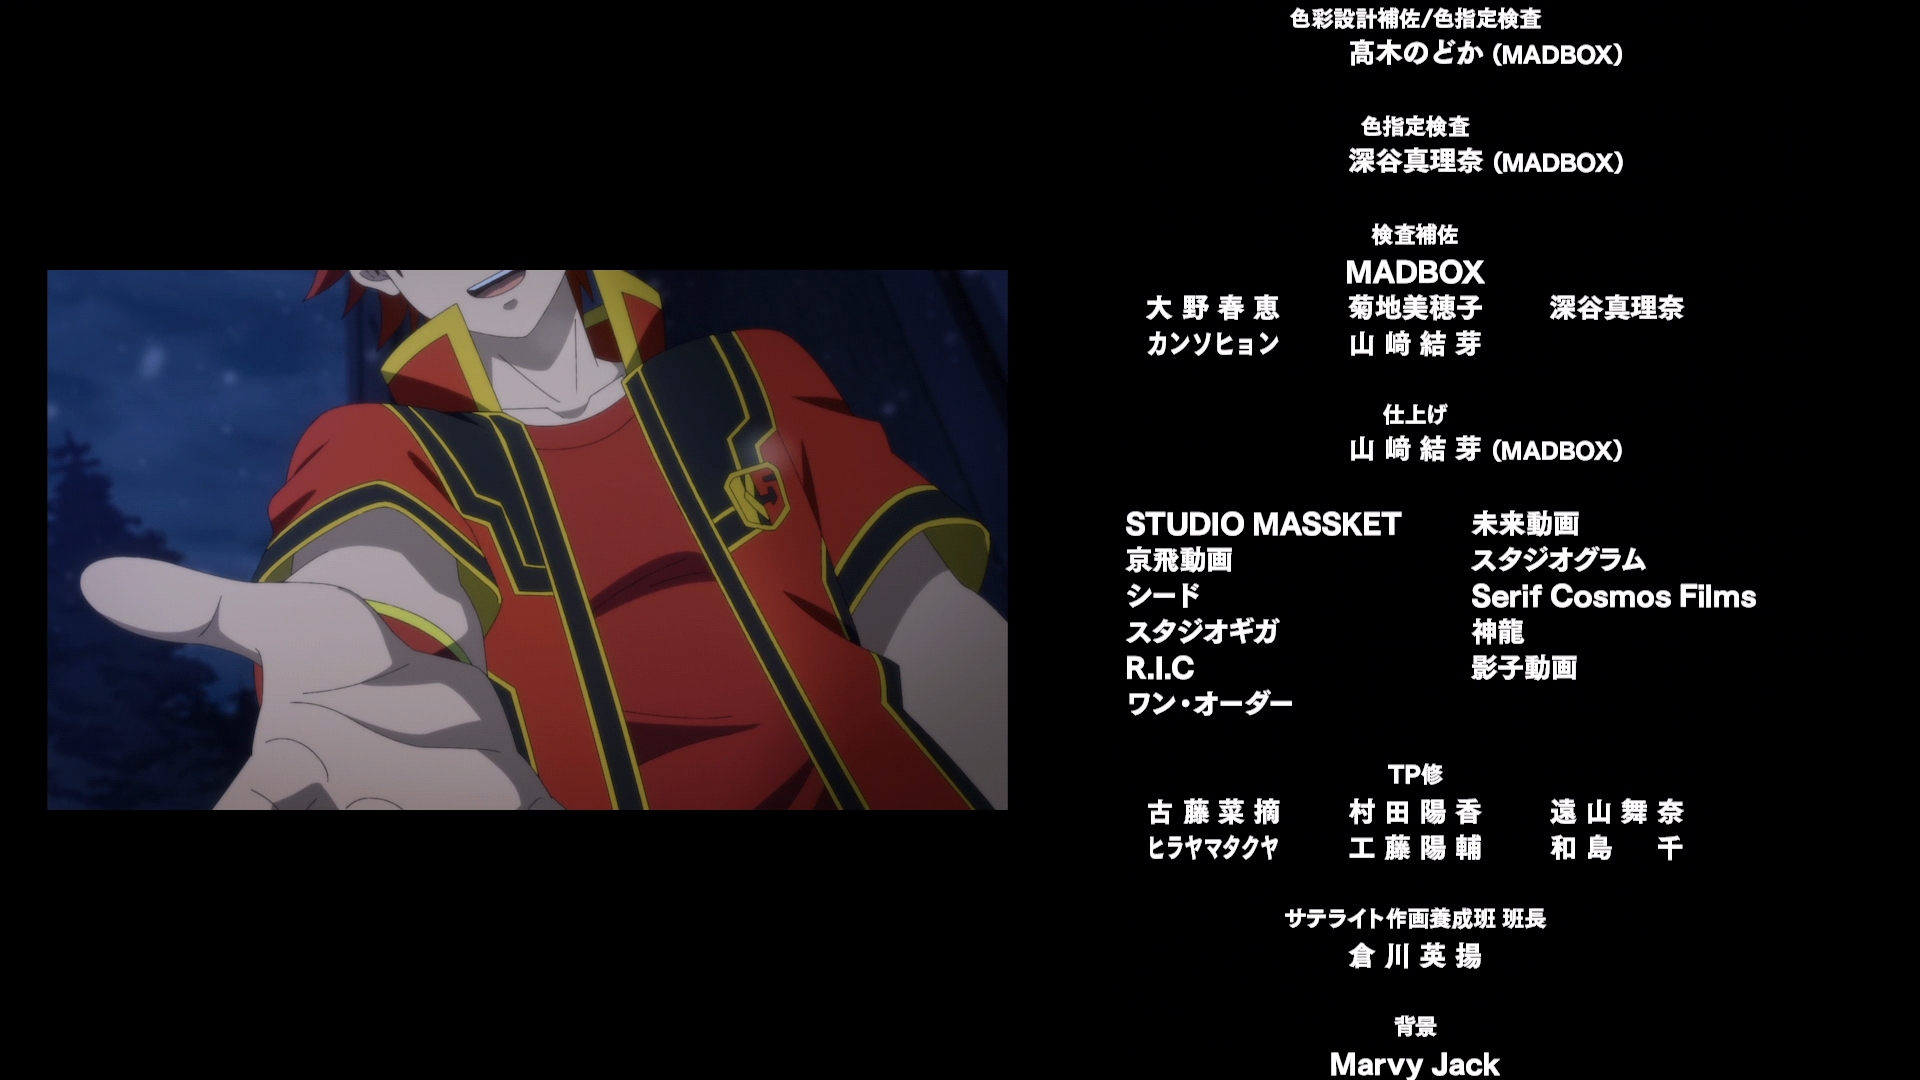 色彩設計補佐/色指定検査
髙木のどか（MADBOX）
色指定検査
深谷真理奈（MADBOX）
検査補佐
MADBOX
大野春恵 菊地美穂子 深谷真理奈
カンソヒョン 山﨑結芽
仕上げ
山﨑結芽（MADBOX）
STUDIO MASSKET 未来動画
京飛動画 スタジオグラム
シード Serif Cosmos Films
スタジオギガ 神龍
R.I.C 影子動画
ワン・オーダー
TP修
古藤菜摘 村田陽香 遠山舞奈
ヒラヤマタクヤ 工藤陽輔 和島 千
サテライト作画養成班 班長
倉川英揚
背景
Marvy Jack